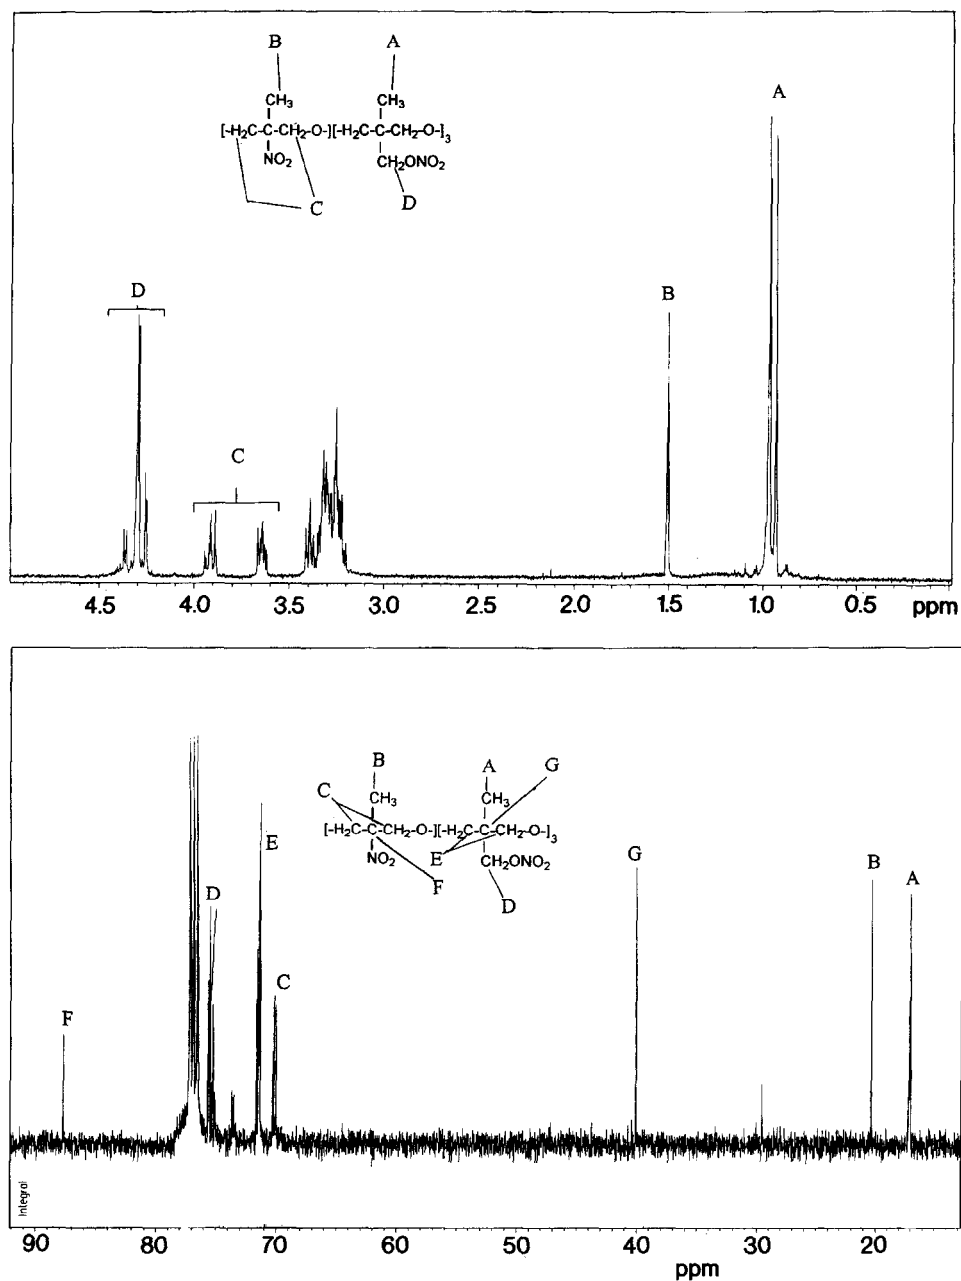 B A
CH₃ CH₃
[-H₂C-C-CH₂-O-][-H₂C-C-CH₂-O-]₃
NO₂ CH₂ONO₂
C D
A
D
B
C
4.5 4.0 3.5 3.0 2.5 2.0 1.5 1.0 0.5 ppm
B A G
C CH₃ CH₃
[-H₂C-C-CH₂-O-][-H₂C-C-CH₂-O-]₃
NO₂ E CH₂ONO₂
F D
E
G
B
A
D
C
F
Integral
90 80 70 60 50 40 30 20
ppm